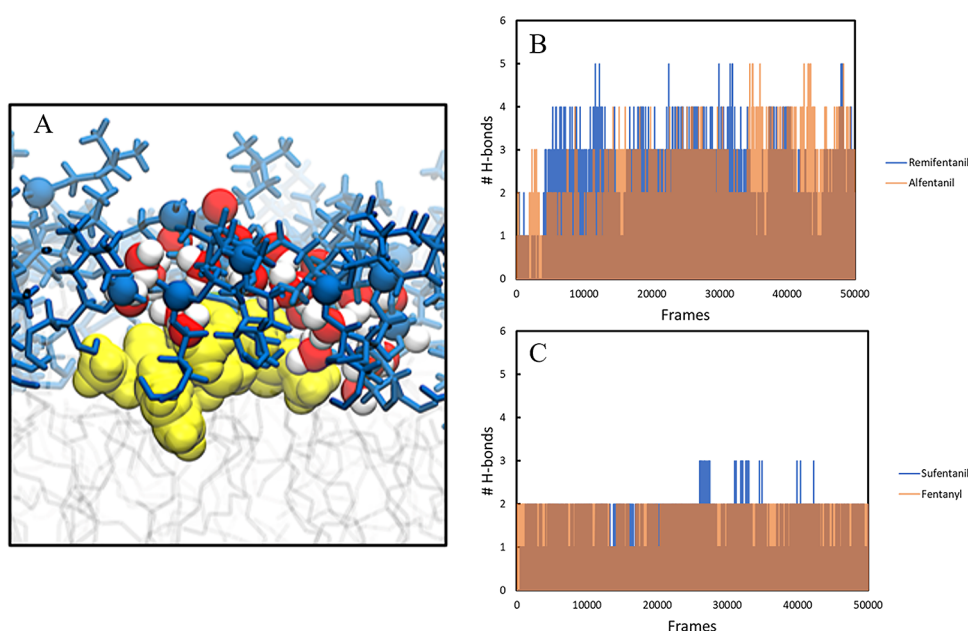 A
B
# H-bonds
6
5
4
3
2
1
0
0 10000 20000 30000 40000 50000
Frames
Remifentanil
Alfentanil
C
# H-bonds
6
5
4
3
2
1
0
0 10000 20000 30000 40000 50000
Frames
Sufentanil
Fentanyl